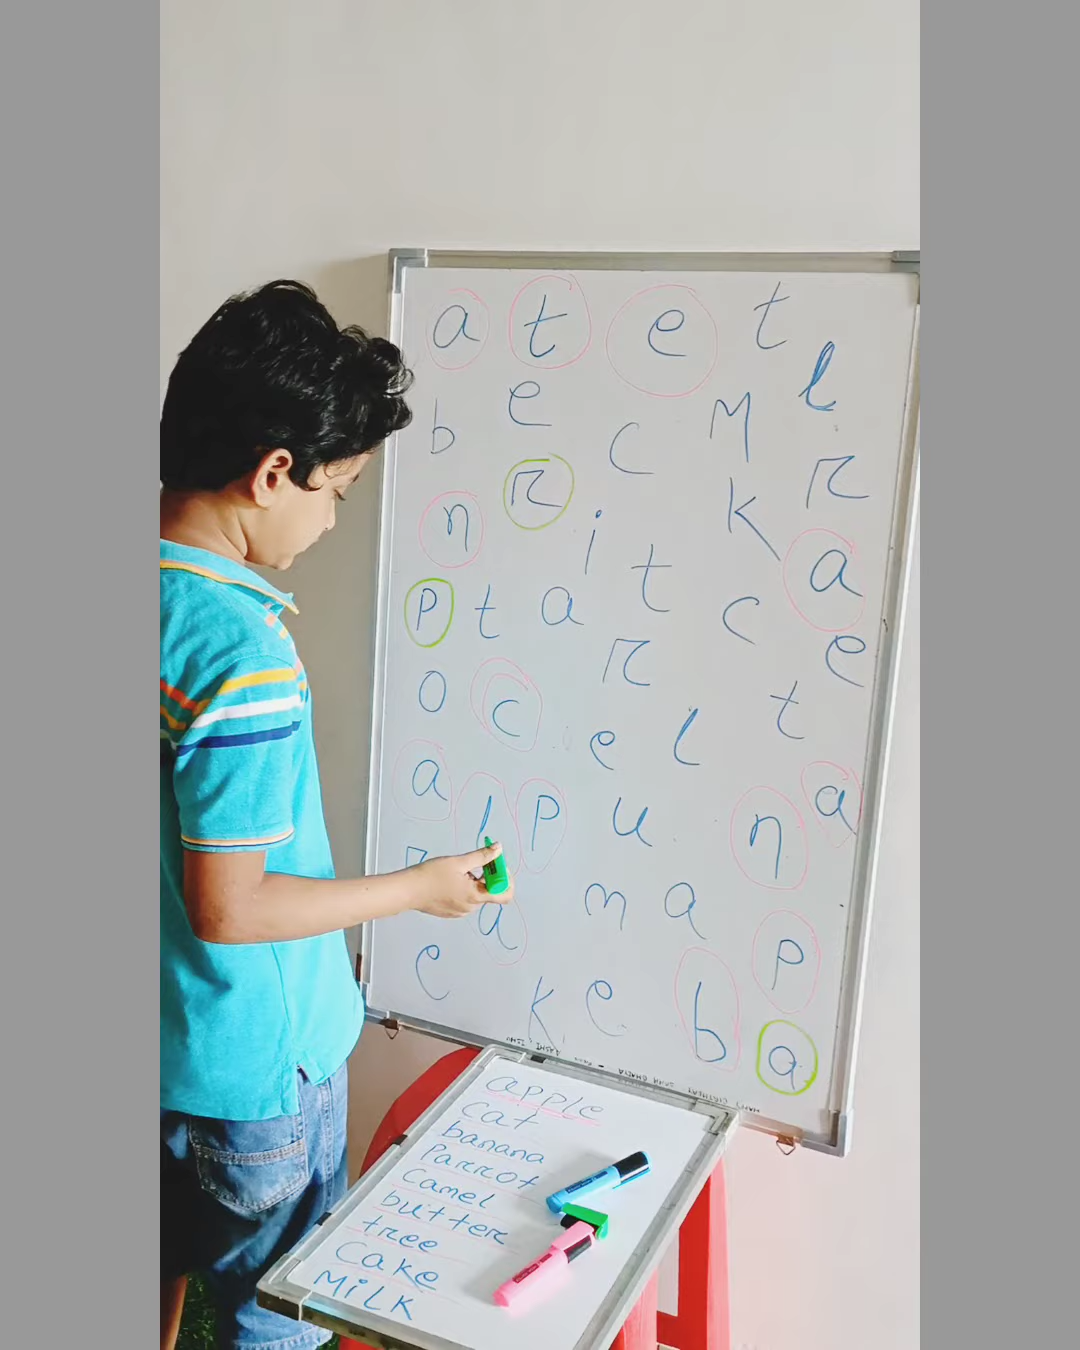 a t e t
e l
b c M
r r
n i K
t a
p t a c
r e
o c t
e l
a a
l p u n
r
a m a p
e
K e b
a
apple
cat
banana
Parrot
Camel
butter
tree
Cake
MiLK